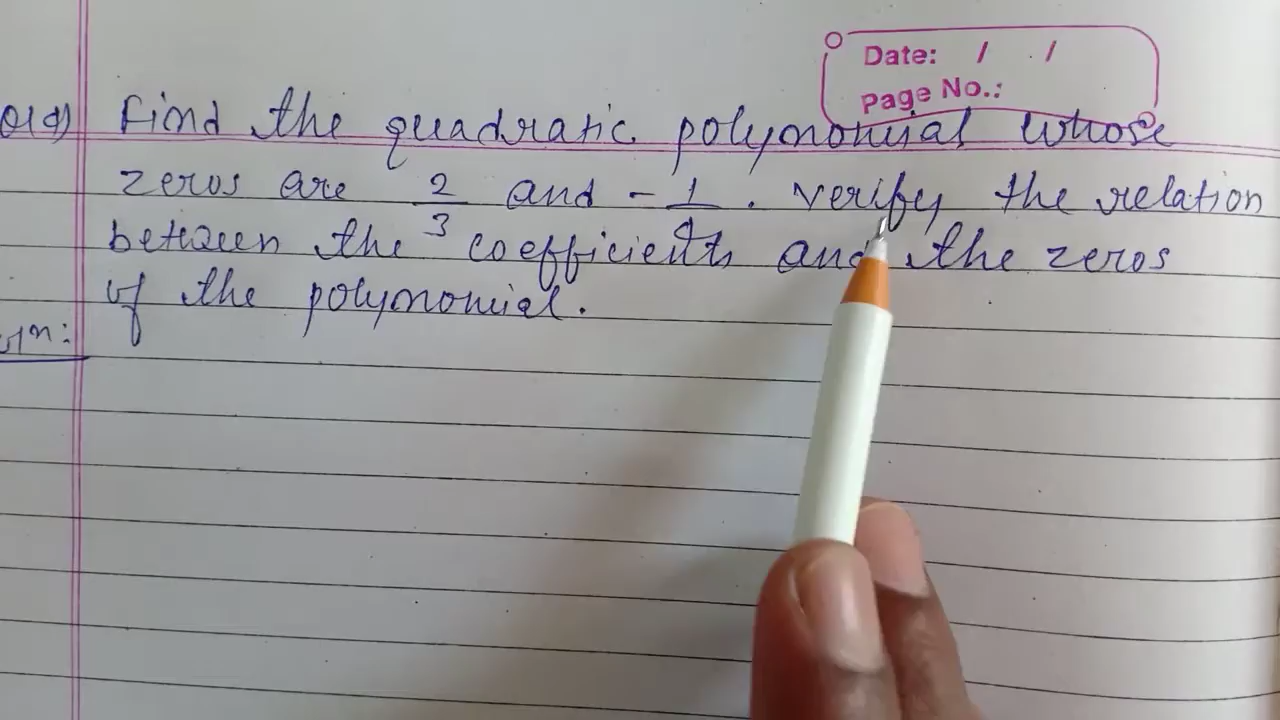 Date: / /
Page No.:
Find the quadratic polynomial whose
zeros are 2/3 and - 1/4. Verify the relation
between the coefficients and the zeros
of the polynomial.